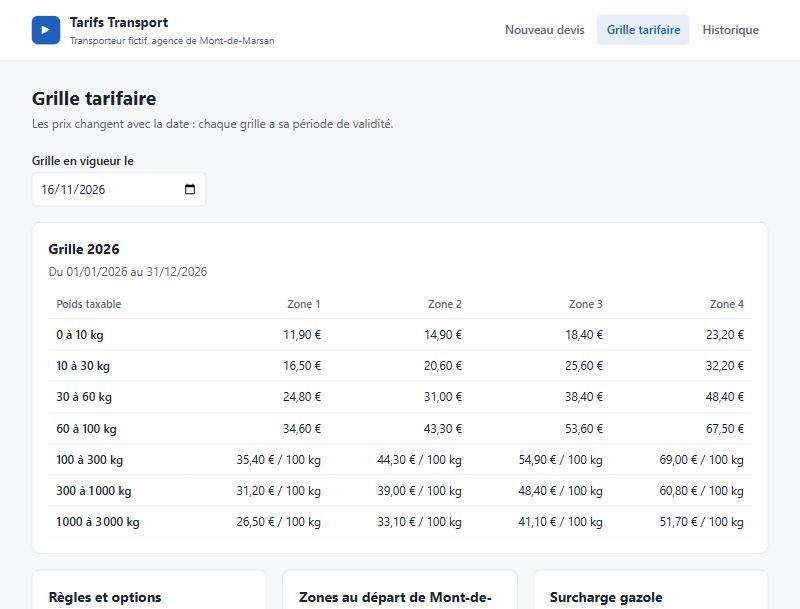 Tarifs Transport
Transporteur fictif, agence de Mont-de-Marsan
Nouveau devis Grille tarifaire Historique
Grille tarifaire
Les prix changent avec la date : chaque grille a sa période de validité.
Grille en vigueur le
16/11/2026
Grille 2026
Du 01/01/2026 au 31/12/2026
Poids taxable Zone 1 Zone 2 Zone 3 Zone 4
0 à 10 kg 11,90 € 14,90 € 18,40 € 23,20 €
10 à 30 kg 16,50 € 20,60 € 25,60 € 32,20 €
30 à 60 kg 24,80 € 31,00 € 38,40 € 48,40 €
60 à 100 kg 34,60 € 43,30 € 53,60 € 67,50 €
100 à 300 kg 35,40 € / 100 kg 44,30 € / 100 kg 54,90 € / 100 kg 69,00 € / 100 kg
300 à 1000 kg 31,20 € / 100 kg 39,00 € / 100 kg 48,40 € / 100 kg 60,80 € / 100 kg
1000 à 3000 kg 26,50 € / 100 kg 33,10 € / 100 kg 41,10 € / 100 kg 51,70 € / 100 kg
Règles et options Zones au départ de Mont-de- Surcharge gazole